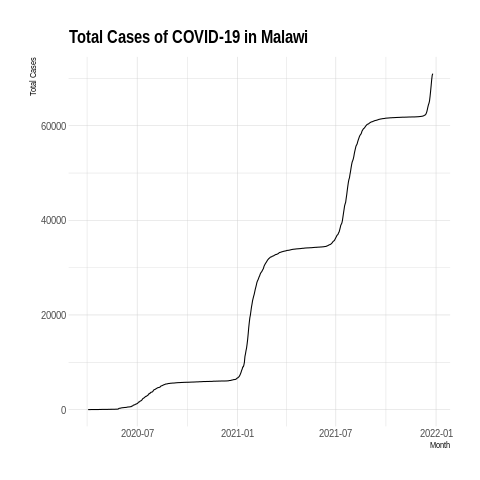 Total Cases of COVID-19 in Malawi
Total Cases
60000
40000
20000
0
2020-07
2021-01
2021-07
2022-01
Month